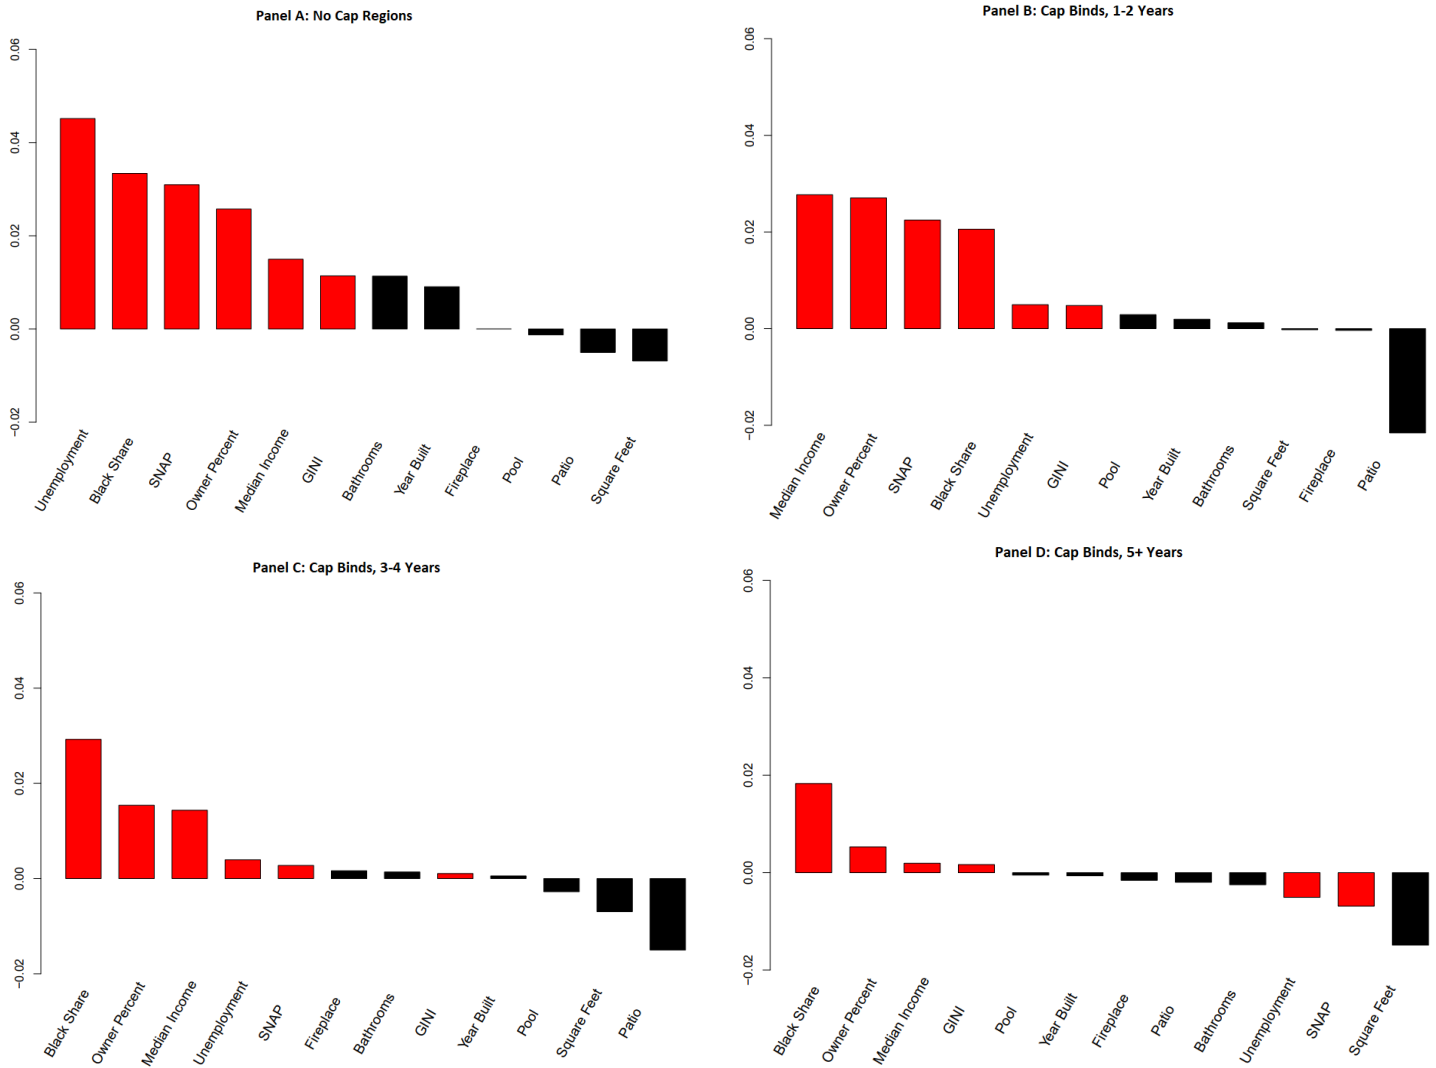 Panel A: No Cap Regions
0.06
0.04
0.02
0.00
−0.02
Unemployment
Black Share
SNAP
Owner Percent
Median Income
GINI
Bathrooms
Year Built
Fireplace
Pool
Patio
Square Feet
Panel B: Cap Binds, 1-2 Years
0.06
0.04
0.02
0.00
−0.02
Median Income
Owner Percent
SNAP
Black Share
Unemployment
GINI
Pool
Year Built
Bathrooms
Square Feet
Fireplace
Patio
Panel C: Cap Binds, 3-4 Years
0.06
0.04
0.02
0.00
−0.02
Black Share
Owner Percent
Median Income
Unemployment
SNAP
Fireplace
Bathrooms
GINI
Year Built
Pool
Square Feet
Patio
Panel D: Cap Binds, 5+ Years
0.06
0.04
0.02
0.00
−0.02
Black Share
Owner Percent
Median Income
GINI
Pool
Year Built
Fireplace
Patio
Bathrooms
Unemployment
SNAP
Square Feet